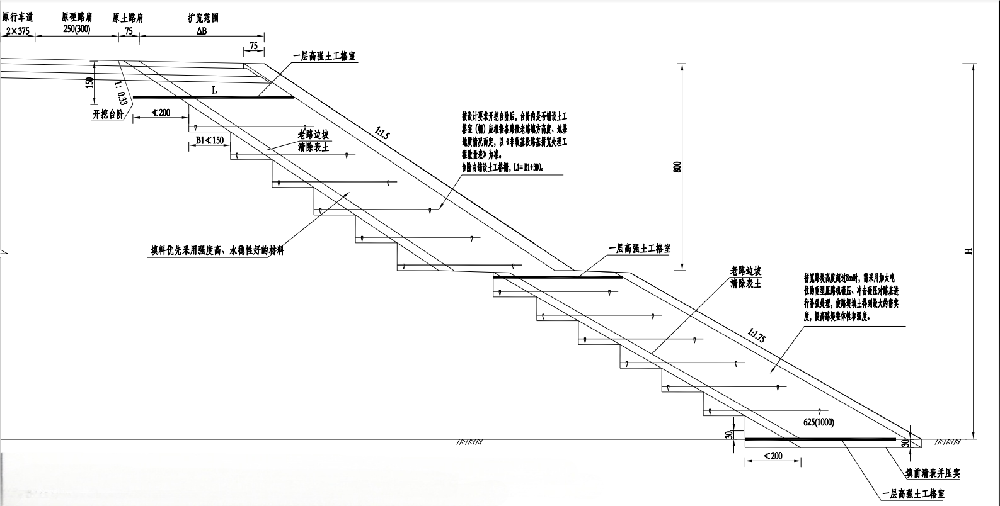 原行车道
原硬路肩
原土路肩
扩宽范围
2×375
250(300)
75
ΔB
75
一层高强土工格室
150
1:0.33
L
开挖台阶
≮200
B1≮150
老路边坡
清除表土
1:1.5
按设计要求开挖台阶后，台阶内是否铺设土工
格室（栅）应根据各路段老路填方高度、地基
地质情况而定，以《非软基段路基拼宽处理工
程数量表》为准。
台阶内铺设土工格栅，L1=B1+300。
800
H
填料优先采用强度高、水稳性好的材料
一层高强土工格室
老路边坡
清除表土
拼宽路堤高度超过8m时，需采用加大吨
位的重型压路机碾压、冲击碾压对路基进
行补强处理，使路堤填土得到最大的密实
度，提高路堤整体性和强度。
1:1.75
625(1000)
30
30
≮200
填前清表并压实
一层高强土工格室